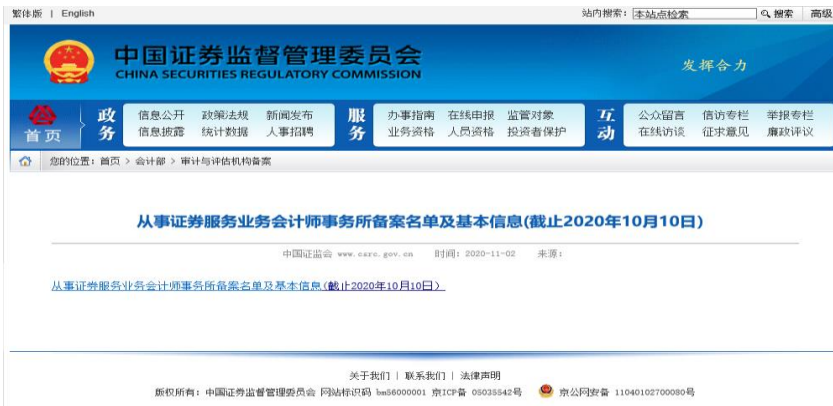 繁体版 | English 站内搜索： 本站点检索 搜索 高级
中国证券监督管理委员会
CHINA SECURITIES REGULATORY COMMISSION
发挥合力
首页 政务 信息公开 政策法规 新闻发布 服务 办事指南 在线申报 监管对象 互动 公众留言 信访专栏 举报专栏
信息披露 统计数据 人事招聘 业务资格 人员资格 投资者保护 在线访谈 征求意见 廉政评议
您的位置：首页 > 会计部 > 审计与评估机构备案
从事证券服务业务会计师事务所备案名单及基本信息(截止2020年10月10日)
中国证监会 www.csrc.gov.cn 时间：2020-11-02 来源：
从事证券服务业务会计师事务所备案名单及基本信息(截止2020年10月10日)
关于我们 | 联系我们 | 法律声明
版权所有：中国证券监督管理委员会 网站标识码 bm56000001 京ICP备 05035542号 京公网安备 11040102700080号